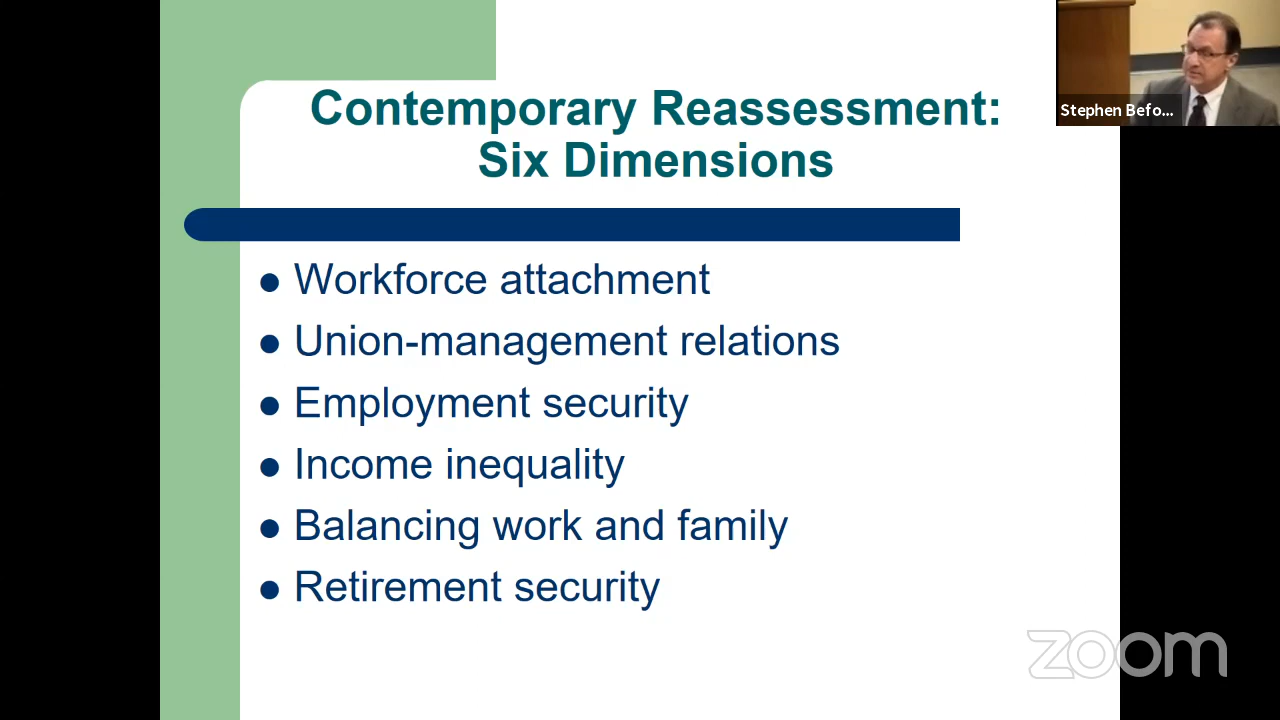 Contemporary Reassessment:
Six Dimensions
Stephen Befo...
• Workforce attachment
• Union-management relations
• Employment security
• Income inequality
• Balancing work and family
• Retirement security
zoom